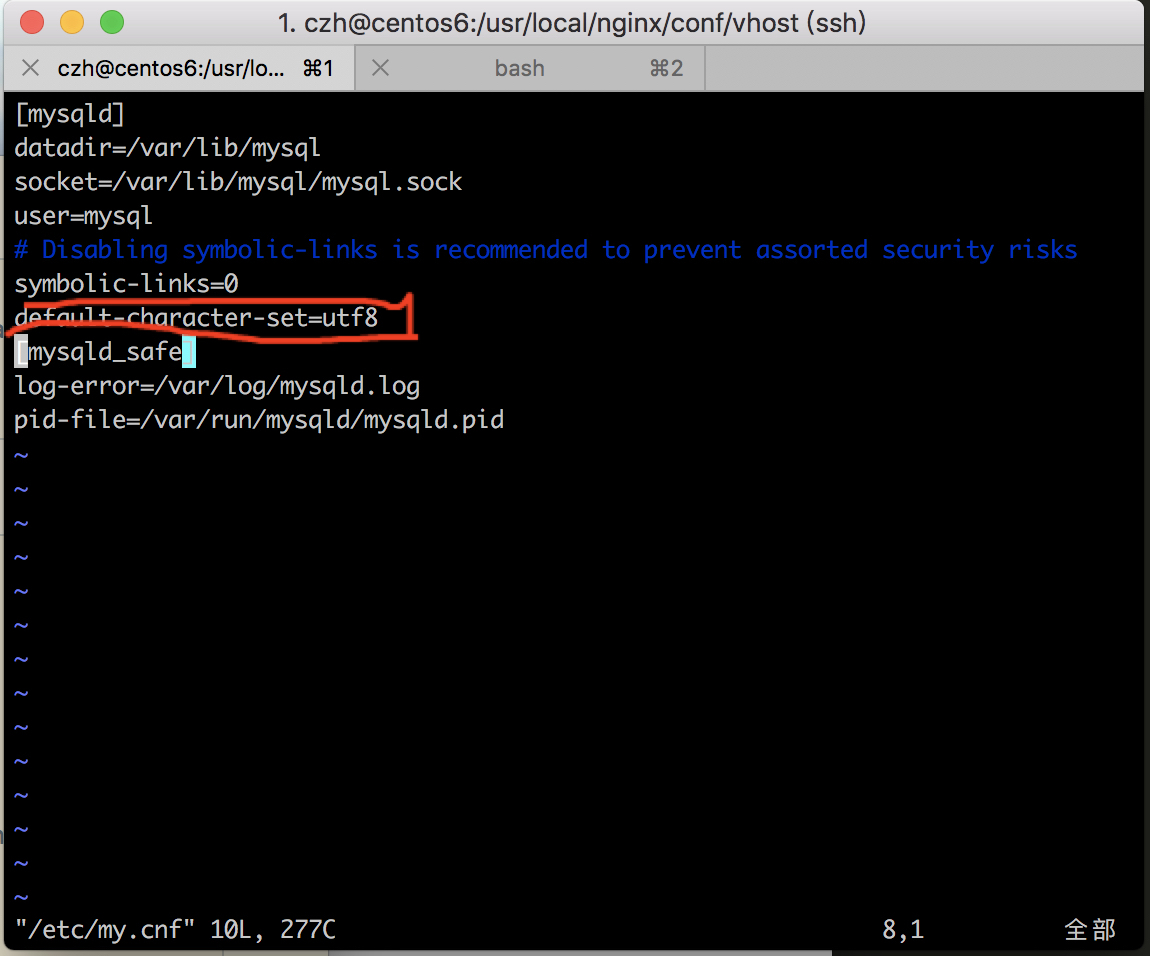 1. czh@centos6:/usr/local/nginx/conf/vhost (ssh)
czh@centos6:/usr/lo... ⌘1 bash ⌘2
[mysqld]
datadir=/var/lib/mysql
socket=/var/lib/mysql/mysql.sock
user=mysql
# Disabling symbolic-links is recommended to prevent assorted security risks
symbolic-links=0
default-character-set=utf8
[mysqld_safe]
log-error=/var/log/mysqld.log
pid-file=/var/run/mysqld/mysqld.pid
~
~
~
~
~
~
~
~
~
~
~
~
~
~
"/etc/my.cnf" 10L, 277C 8,1 全部